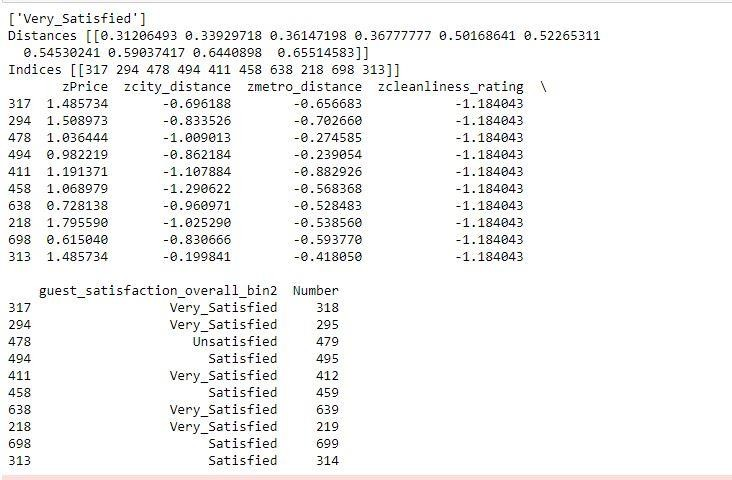 ['Very_Satisfied']
Distances [[0.31206493 0.33929718 0.36147198 0.36777777 0.50168641 0.52265311
  0.54530241 0.59037417 0.6440898  0.65514583]]
Indices [[317 294 478 494 411 458 638 218 698 313]]
       zPrice  zcity_distance  zmetro_distance  zcleanliness_rating  \
317  1.485734       -0.696188        -0.656683            -1.184043
294  1.508973       -0.833526        -0.702660            -1.184043
478  1.036444       -1.009013        -0.274585            -1.184043
494  0.982219       -0.862184        -0.239054            -1.184043
411  1.191371       -1.107884        -0.882926            -1.184043
458  1.068979       -1.290622        -0.568368            -1.184043
638  0.728138       -0.960971        -0.528483            -1.184043
218  1.795590       -1.025290        -0.538560            -1.184043
698  0.615040       -0.830666        -0.593770            -1.184043
313  1.485734       -0.199841        -0.418050            -1.184043
    guest_satisfaction_overall_bin2  Number
317                  Very_Satisfied     318
294                  Very_Satisfied     295
478                     Unsatisfied     479
494                       Satisfied     495
411                  Very_Satisfied     412
458                       Satisfied     459
638                  Very_Satisfied     639
218                  Very_Satisfied     219
698                       Satisfied     699
313                       Satisfied     314